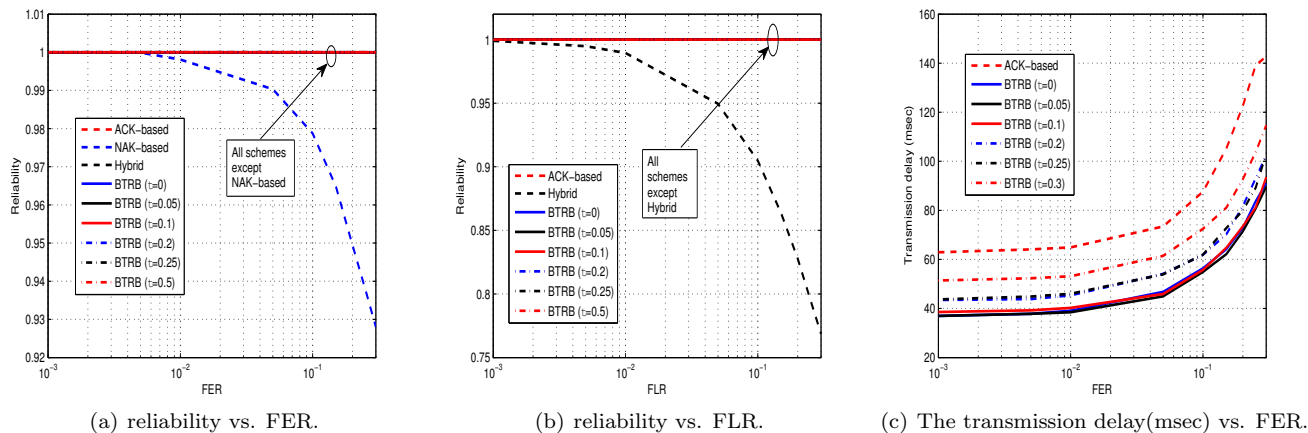 1.01
1
0.99
0.98
0.97
0.96
0.95
0.94
0.93
0.92
Reliability
ACK−based
NAK−based
Hybrid
BTRB (τ=0)
BTRB (τ=0.05)
BTRB (τ=0.1)
BTRB (τ=0.2)
BTRB (τ=0.25)
BTRB (τ=0.5)
All schemes
except
NAK−based
10⁻³
10⁻²
10⁻¹
FER
(a) reliability vs. FER.
1
0.95
0.9
0.85
0.8
0.75
Reliability
ACK−based
Hybrid
BTRB (τ=0)
BTRB (τ=0.05)
BTRB (τ=0.1)
BTRB (τ=0.2)
BTRB (τ=0.25)
BTRB (τ=0.5)
All
schemes
except
Hybrid
10⁻³
10⁻²
10⁻¹
FLR
(b) reliability vs. FLR.
160
140
120
100
80
60
40
20
Transmission delay (msec)
ACK−based
BTRB (τ=0)
BTRB (τ=0.05)
BTRB (τ=0.1)
BTRB (τ=0.2)
BTRB (τ=0.25)
BTRB (τ=0.3)
10⁻³
10⁻²
10⁻¹
FER
(c) The transmission delay(msec) vs. FER.